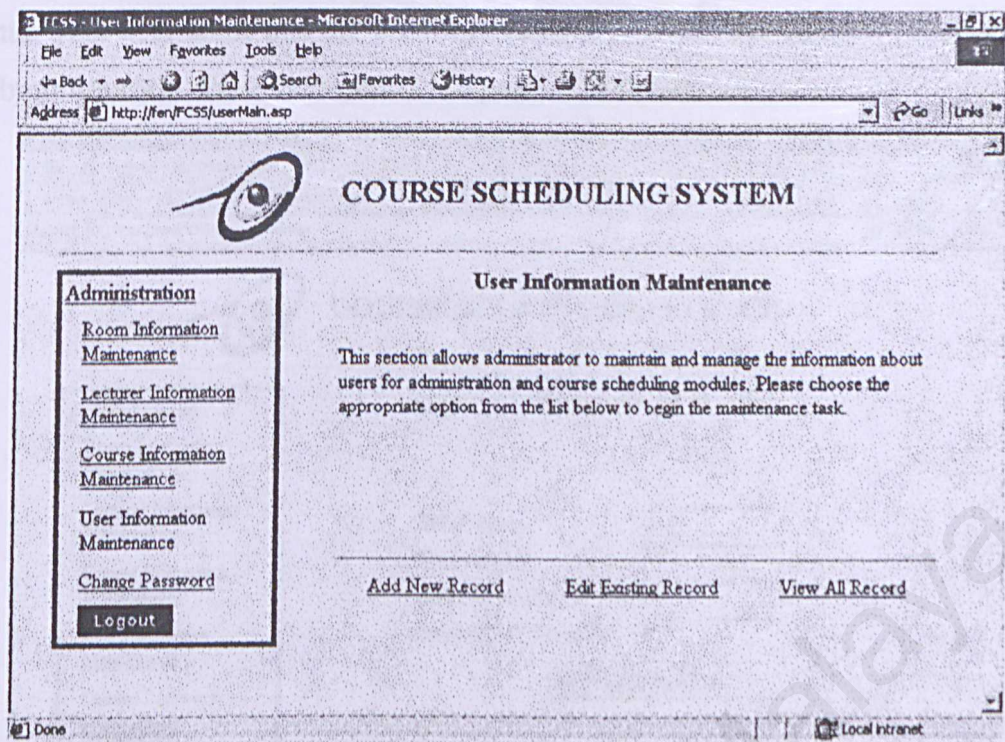 FCSS - User Information Maintenance - Microsoft Internet Explorer
File Edit View Favorites Tools Help
Back Search Favorites History
Address http://fen/FCSS/userMain.asp Go Links »
COURSE SCHEDULING SYSTEM
Administration
Room Information
Maintenance
Lecturer Information
Maintenance
Course Information
Maintenance
User Information
Maintenance
Change Password
Logout
User Information Maintenance
This section allows administrator to maintain and manage the information about
users for administration and course scheduling modules. Please choose the
appropriate option from the list below to begin the maintenance task.
Add New Record Edit Existing Record View All Record
Done Local intranet
alaya